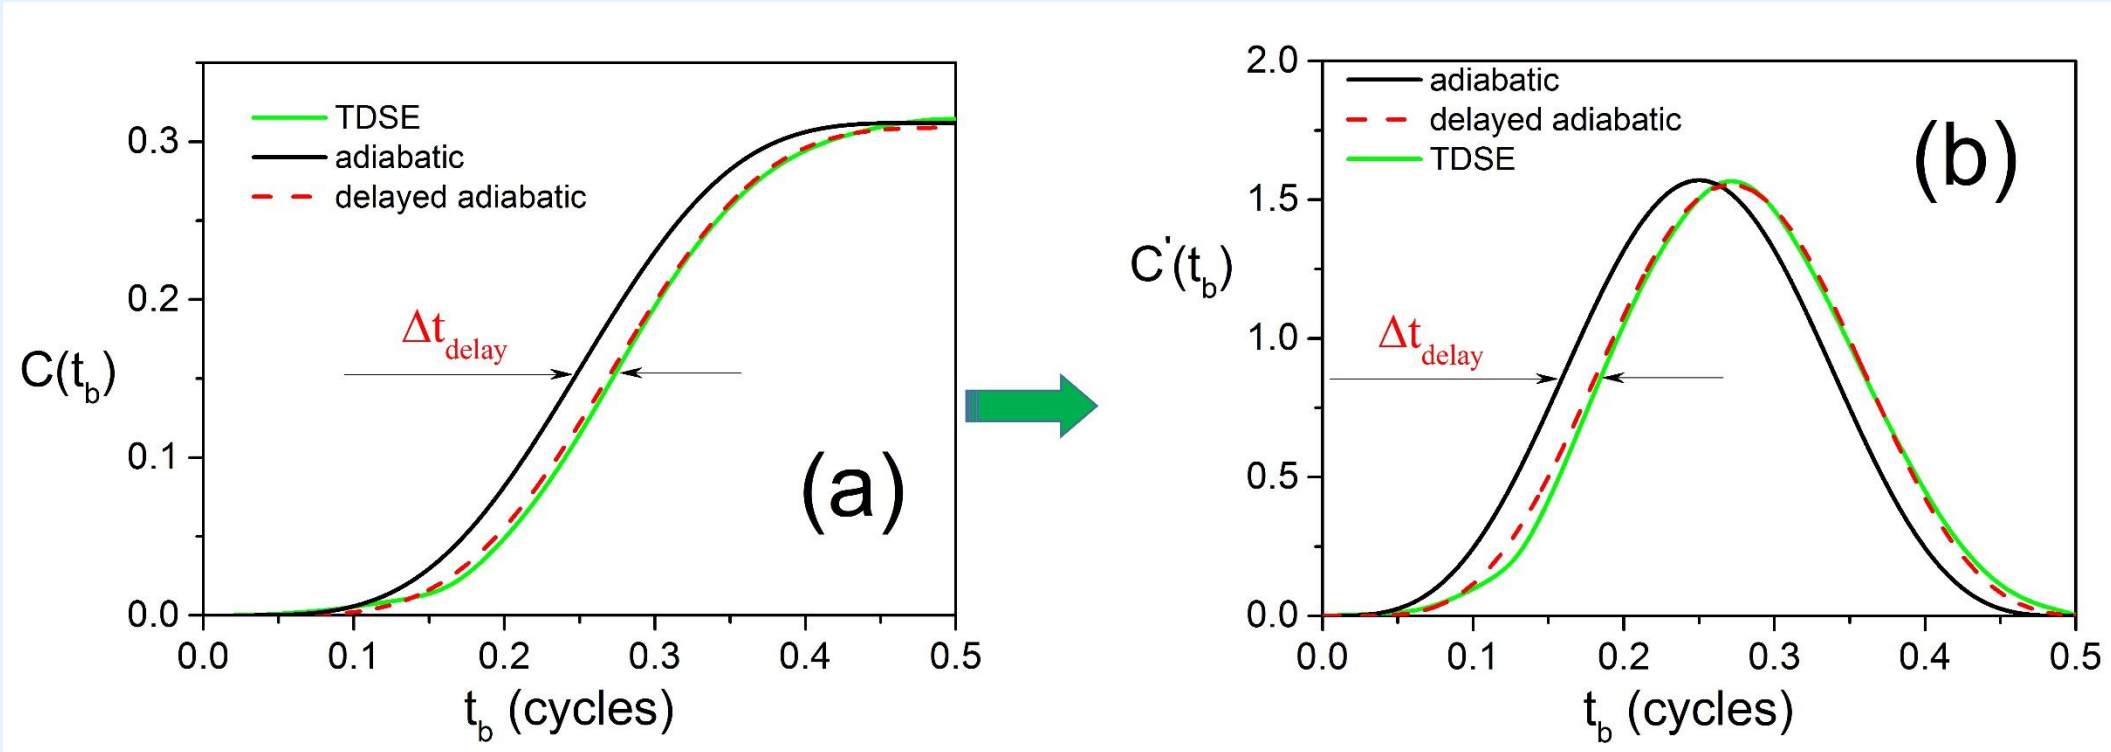 TDSE
adiabatic
delayed adiabatic
Δt_delay
(a)
C(t_b)
0.3
0.2
0.1
0.0
0.0 0.1 0.2 0.3 0.4 0.5
t_b (cycles)
adiabatic
delayed adiabatic
TDSE
(b)
Δt_delay
C'(t_b)
2.0
1.5
1.0
0.5
0.0
0.0 0.1 0.2 0.3 0.4 0.5
t_b (cycles)